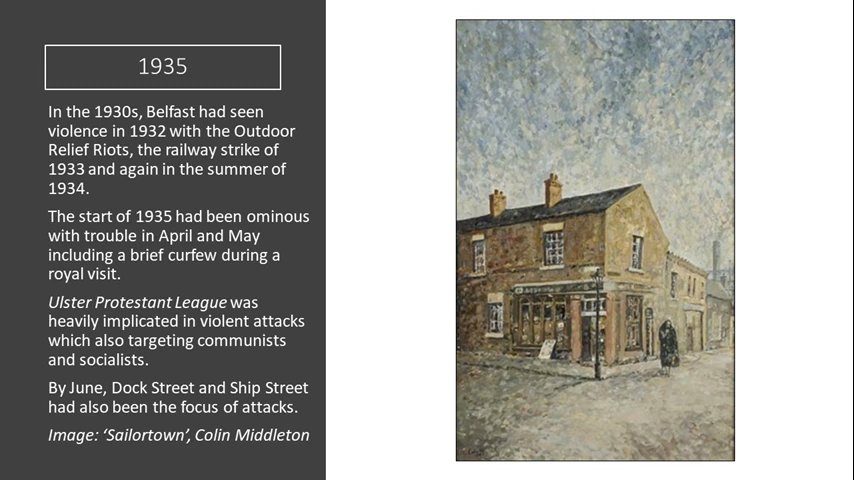 1935
In the 1930s, Belfast had seen
violence in 1932 with the Outdoor
Relief Riots, the railway strike of
1933 and again in the summer of
1934.
The start of 1935 had been ominous
with trouble in April and May
including a brief curfew during a
royal visit.
Ulster Protestant League was
heavily implicated in violent attacks
which also targeting communists
and socialists.
By June, Dock Street and Ship Street
had also been the focus of attacks.
Image: ‘Sailortown’, Colin Middleton